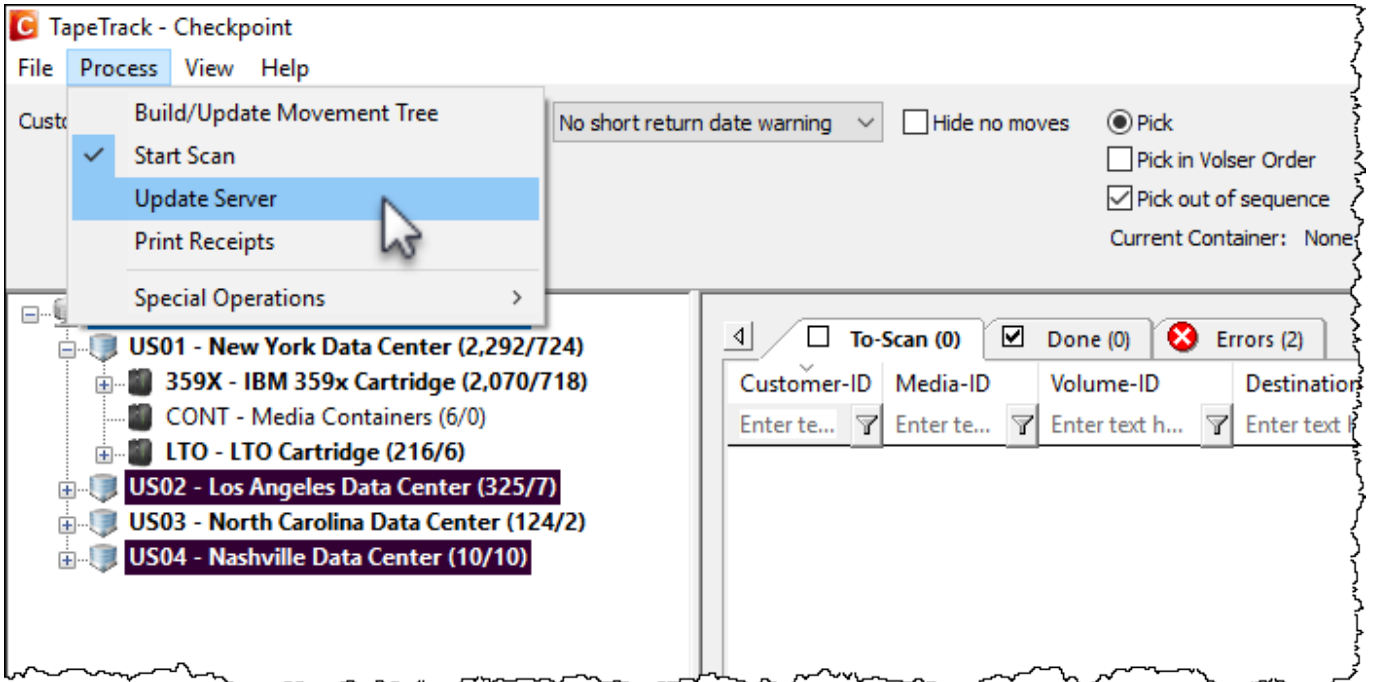 TapeTrack - Checkpoint
File Process View Help
Build/Update Movement Tree
Start Scan
Update Server
Print Receipts
Special Operations
No short return date warning
Hide no moves
Pick
Pick in Volser Order
Pick out of sequence
Current Container: None
US01 - New York Data Center (2,292/724)
359X - IBM 359x Cartridge (2,070/718)
CONT - Media Containers (6/0)
LTO - LTO Cartridge (216/6)
US02 - Los Angeles Data Center (325/7)
US03 - North Carolina Data Center (124/2)
US04 - Nashville Data Center (10/10)
To-Scan (0) Done (0) Errors (2)
Customer-ID Media-ID Volume-ID Destination
Enter te... Enter te... Enter text h... Enter text